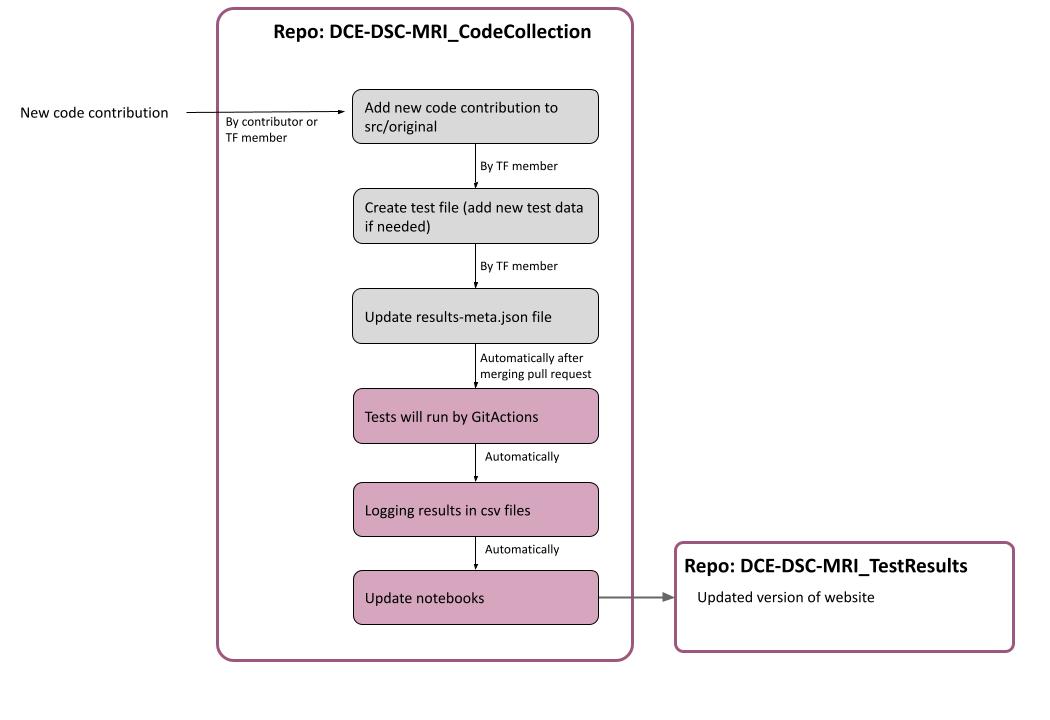 Repo: DCE-DSC-MRI_CodeCollection
New code contribution
By contributor or
TF member
Add new code contribution to
src/original
By TF member
Create test file (add new test data
if needed)
By TF member
Update results-meta.json file
Automatically after
merging pull request
Tests will run by GitActions
Automatically
Logging results in csv files
Automatically
Update notebooks
Repo: DCE-DSC-MRI_TestResults
Updated version of website